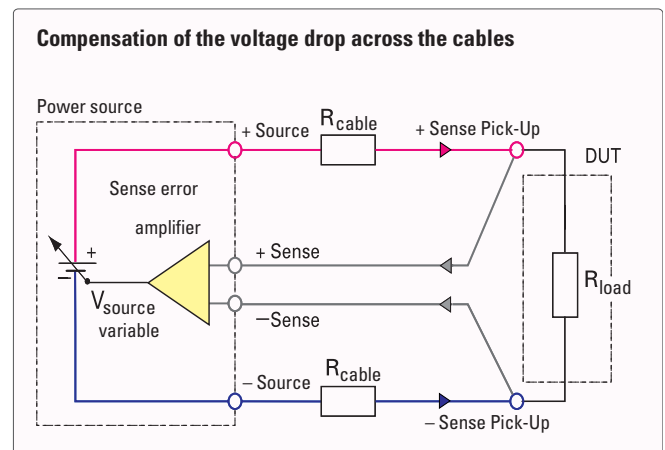 Compensation of the voltage drop across the cables
Power source
+ Source
Rcable
+ Sense Pick-Up
DUT
Sense error
amplifier
+
−
+ Sense
Vsource
variable
−Sense
Rload
− Source
Rcable
− Sense Pick-Up